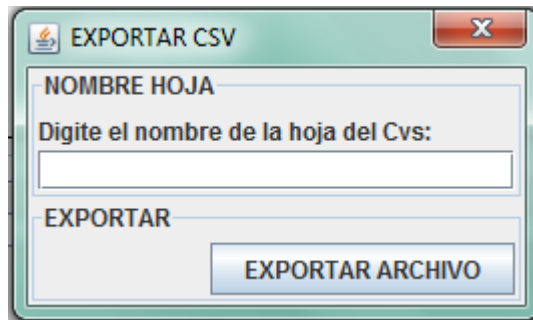 EXPORTAR CSV
NOMBRE HOJA
Digite el nombre de la hoja del Cvs:
EXPORTAR
EXPORTAR ARCHIVO